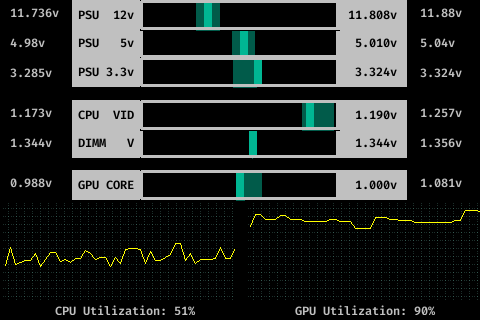 11.736v PSU 12v 11.808v 11.88v
4.98v PSU 5v 5.010v 5.04v
3.285v PSU 3.3v 3.324v 3.324v
1.173v CPU VID 1.190v 1.257v
1.344v DIMM V 1.344v 1.356v
0.988v GPU CORE 1.000v 1.081v
CPU Utilization: 51% GPU Utilization: 90%